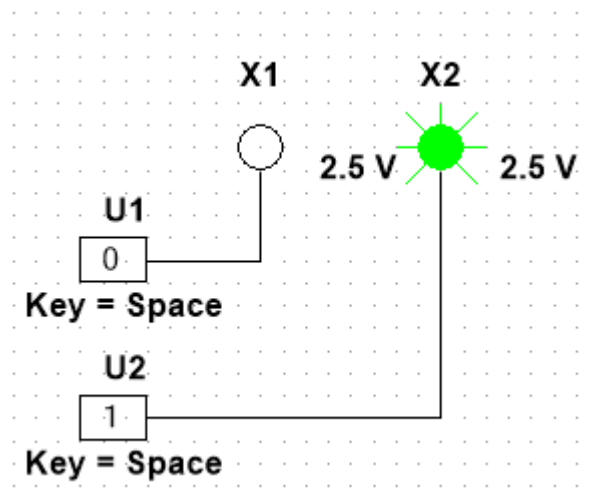 X1 X2
2.5 V 2.5 V
U1
0
Key = Space
U2
1
Key = Space